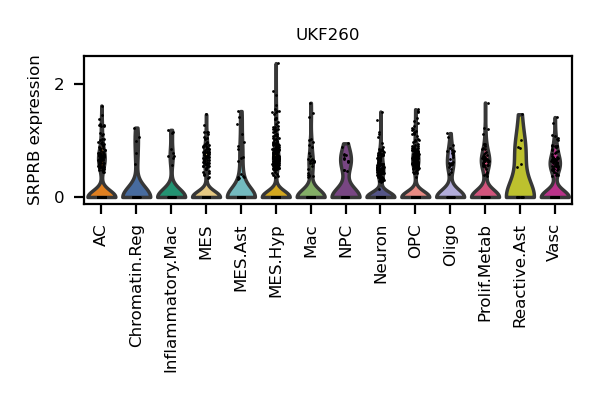 UKF260
SRPRB expression
2
0
AC
Chromatin.Reg
Inflammatory.Mac
MES
MES.Ast
MES.Hyp
Mac
NPC
Neuron
OPC
Oligo
Prolif.Metab
Reactive.Ast
Vasc